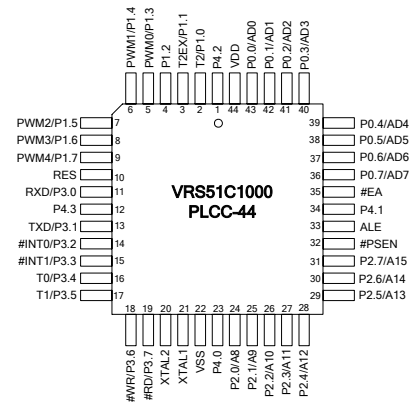 PWM1/P1.4
PWM0/P1.3
P1.2
T2EX/P1.1
T2/P1.0
P4.2
VDD
P0.0/AD0
P0.1/AD1
P0.2/AD2
P0.3/AD3
6 5 4 3 2 1 44 43 42 41 40
PWM2/P1.5 7
PWM3/P1.6 8
PWM4/P1.7 9
RES 10
RXD/P3.0 11
P4.3 12
TXD/P3.1 13
#INT0/P3.2 14
#INT1/P3.3 15
T0/P3.4 16
T1/P3.5 17
VRS51C1000
PLCC-44
39 P0.4/AD4
38 P0.5/AD5
37 P0.6/AD6
36 P0.7/AD7
35 #EA
34 P4.1
33 ALE
32 #PSEN
31 P2.7/A15
30 P2.6/A14
29 P2.5/A13
18 19 20 21 22 23 24 25 26 27 28
#WR/P3.6
#RD/P3.7
XTAL2
XTAL1
VSS
P4.0
P2.0/A8
P2.1/A9
P2.2/A10
P2.3/A11
P2.4/A12